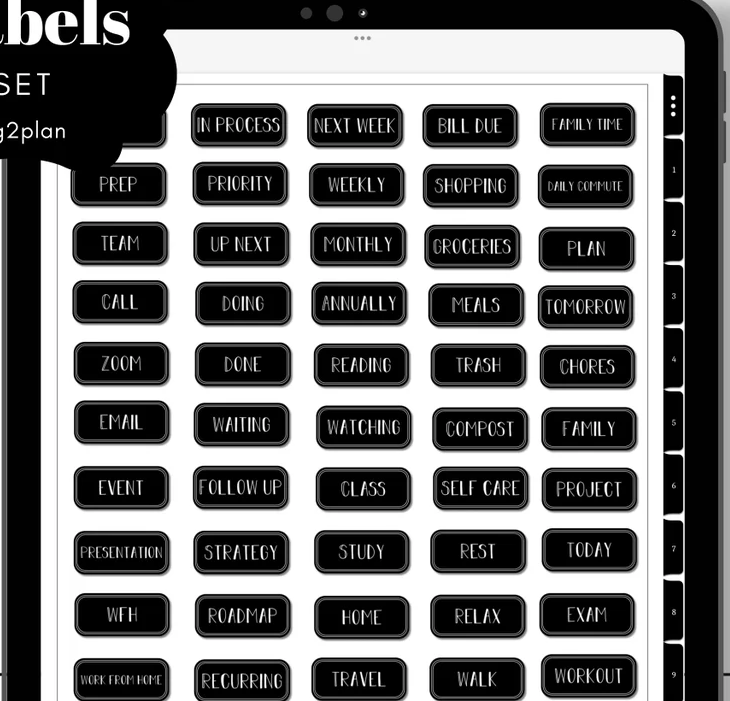 bels
SET
g2plan
IN PROCESS NEXT WEEK BILL DUE FAMILY TIME
PREP PRIORITY WEEKLY SHOPPING DAILY COMMUTE
TEAM UP NEXT MONTHLY GROCERIES PLAN
CALL DOING ANNUALLY MEALS TOMORROW
ZOOM DONE READING TRASH CHORES
EMAIL WAITING WATCHING COMPOST FAMILY
EVENT FOLLOW UP CLASS SELF CARE PROJECT
PRESENTATION STRATEGY STUDY REST TODAY
WFH ROADMAP HOME RELAX EXAM
WORK FROM HOME RECURRING TRAVEL WALK WORKOUT
1
2
3
4
5
6
7
8
9